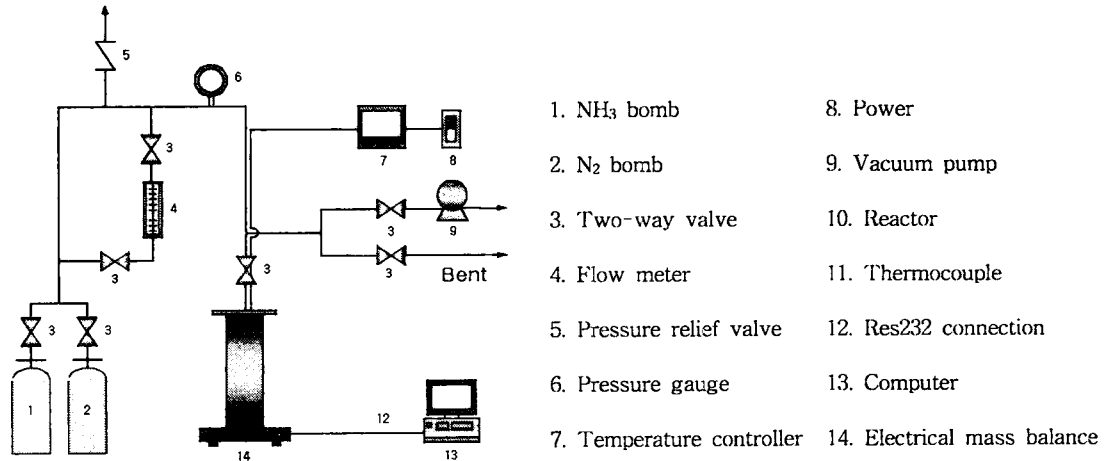 5
6
3
7
8
4
3
9
3
3
3
Bent
3
3
1
2
12
14
13
1. NH₃ bomb
2. N₂ bomb
3. Two-way valve
4. Flow meter
5. Pressure relief valve
6. Pressure gauge
7. Temperature controller
8. Power
9. Vacuum pump
10. Reactor
11. Thermocouple
12. Res232 connection
13. Computer
14. Electrical mass balance